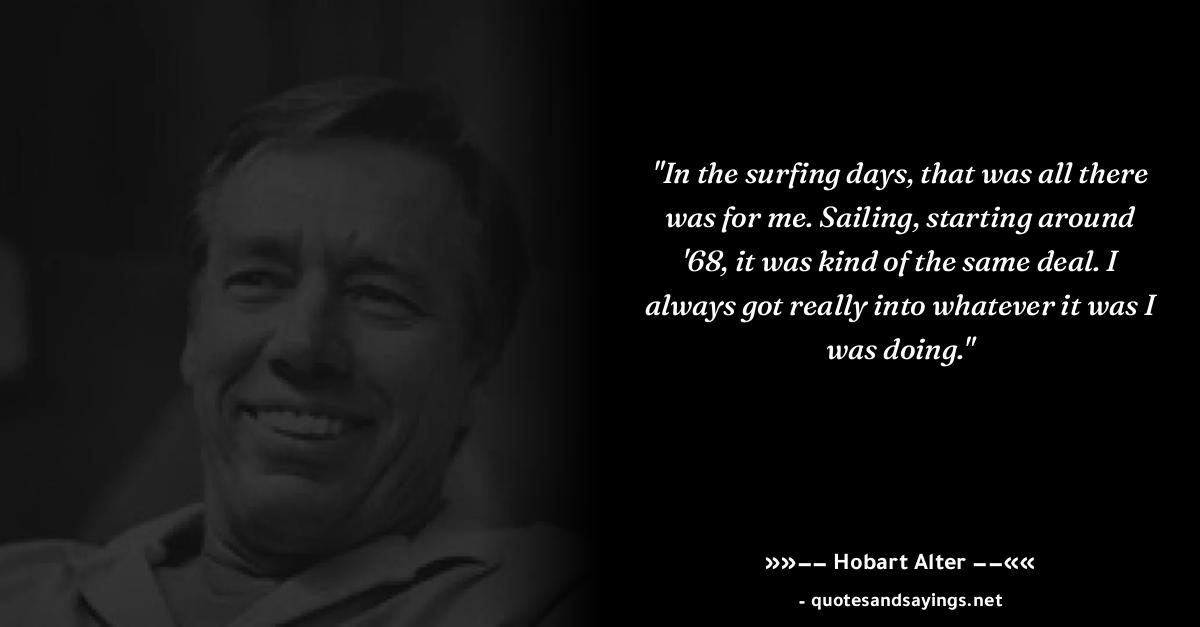 "In the surfing days, that was all there
was for me. Sailing, starting around
'68, it was kind of the same deal. I
always got really into whatever it was I
was doing."
»»−− Hobart Alter −−««
- quotesandsayings.net